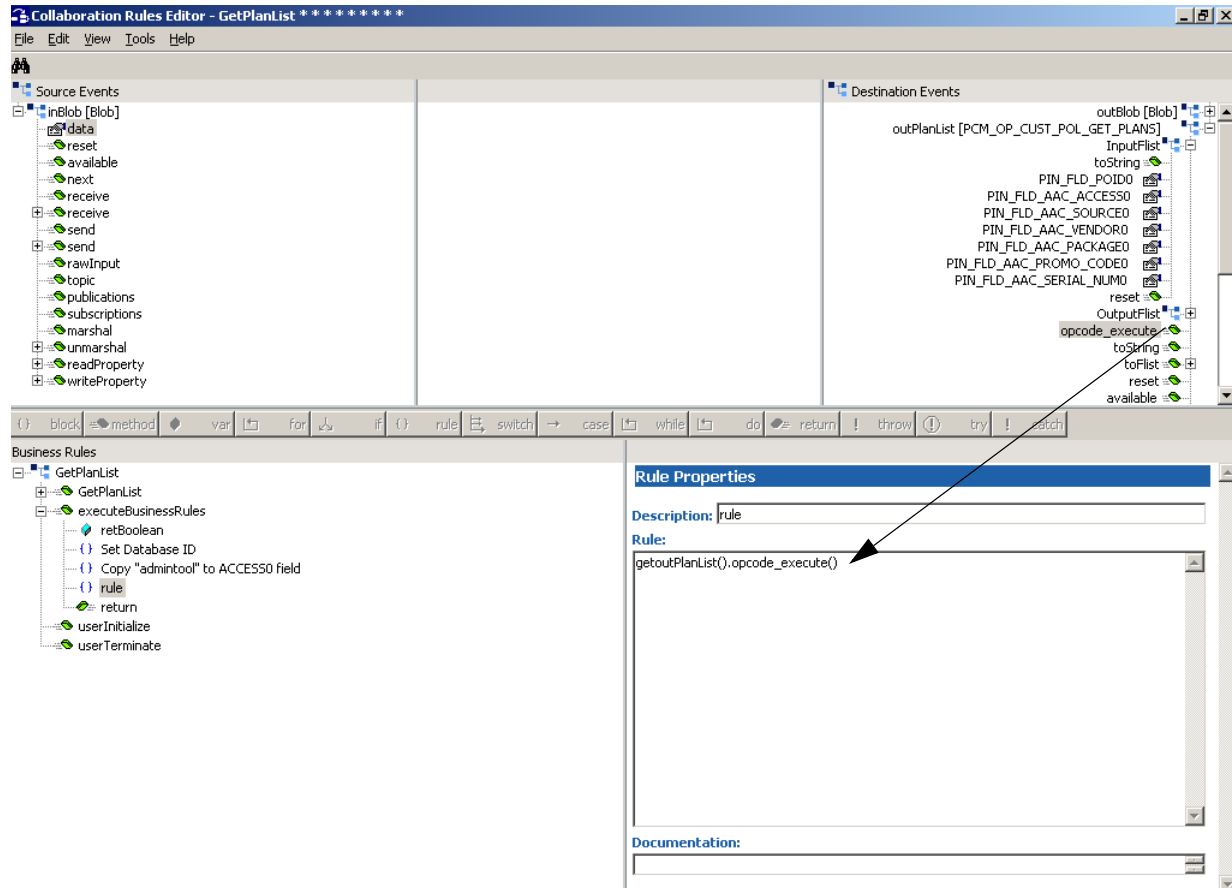 Collaboration Rules Editor - GetPlanList * * * * * * * * *
File Edit View Tools Help
Source Events
inBlob [Blob]
data
reset
available
next
receive
receive
send
send
rawInput
topic
publications
subscriptions
marshal
unmarshal
readProperty
writeProperty
Destination Events
outBlob [Blob]
outPlanList [PCM_OP_CUST_POL_GET_PLANS]
InputFlist
toString
PIN_FLD_POID0
PIN_FLD_AAC_ACCESS0
PIN_FLD_AAC_SOURCE0
PIN_FLD_AAC_VENDOR0
PIN_FLD_AAC_PACKAGE0
PIN_FLD_AAC_PROMO_CODE0
PIN_FLD_AAC_SERIAL_NUM0
reset
OutputFlist
opcode_execute
toString
toFlist
reset
available
{} block method var for if {} rule switch case while do return ! throw try ! catch
Business Rules
GetPlanList
GetPlanList
executeBusinessRules
retBoolean
{} Set Database ID
{} Copy "admintool" to ACCESS0 field
{} rule
return
userInitialize
userTerminate
Rule Properties
Description: rule
Rule:
getoutPlanList().opcode_execute()
Documentation: